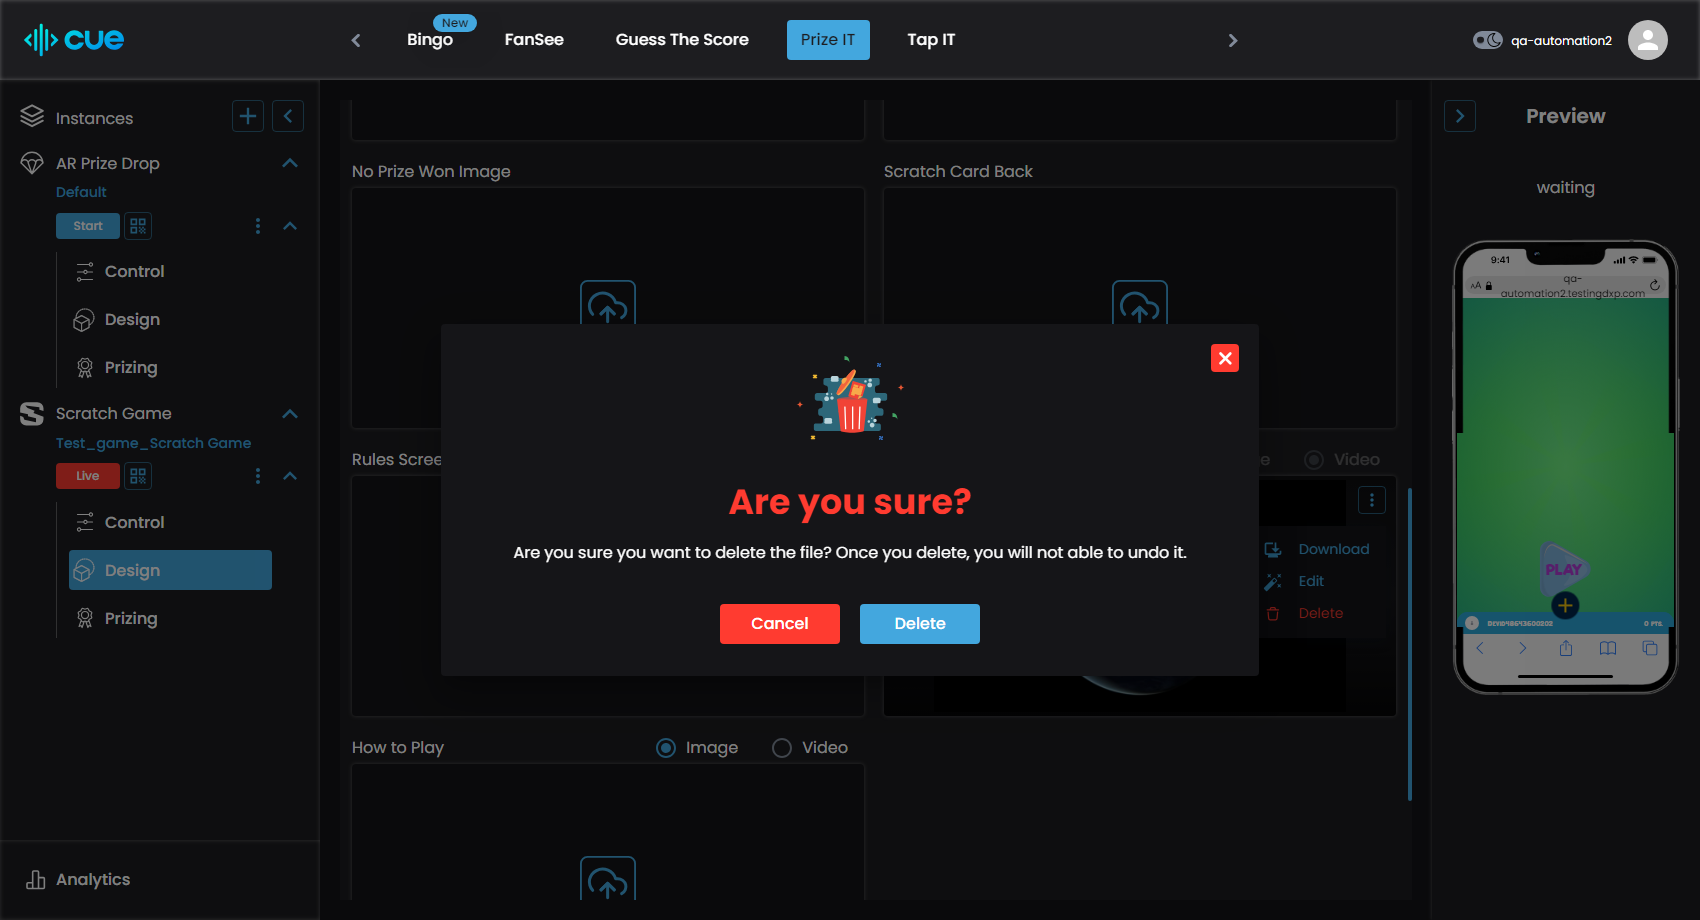 cue
Bingo
New
FanSee
Guess The Score
Prize IT
Tap IT
qa-automation2
Instances
AR Prize Drop
Default
Start
Control
Design
Prizing
Scratch Game
Test_game_Scratch Game
Live
Control
Design
Prizing
Analytics
No Prize Won Image
Scratch Card Back
Rules Scree
Video
Download
Edit
Delete
How to Play
Image
Video
Are you sure?
Are you sure you want to delete the file? Once you delete, you will not able to undo it.
Cancel
Delete
Preview
waiting
9:41
AA
qa-
automation2.testingdxp.com
PLAY
0 PTS.